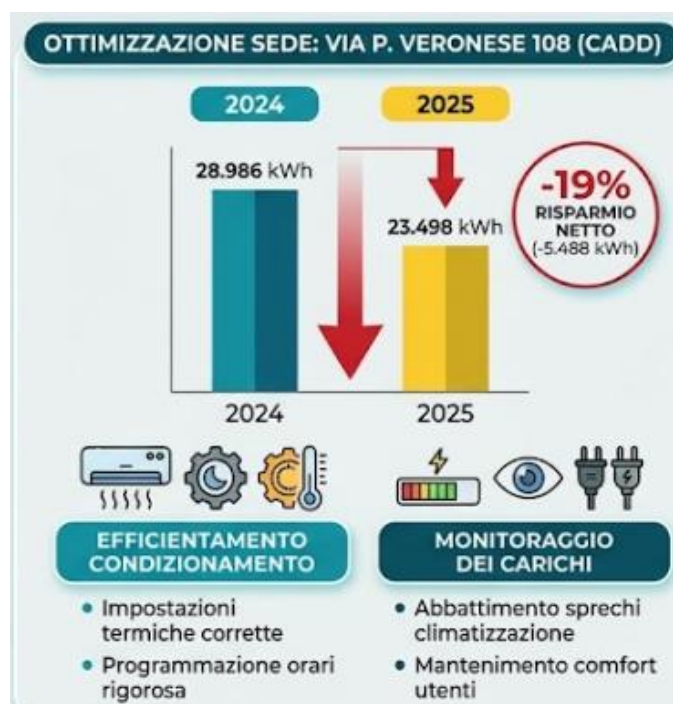 OTTIMIZZAZIONE SEDE: VIA P. VERONESE 108 (CADD)
2024
2025
28.986 kWh
23.498 kWh
-19%
RISPARMIO
NETTO
(-5.488 kWh)
2024
2025
EFFICIENTAMENTO
CONDIZIONAMENTO
• Impostazioni
termiche corrette
• Programmazione orari
rigorosa
MONITORAGGIO
DEI CARICHI
• Abbattimento sprechi
climatizzazione
• Mantenimento comfort
utenti